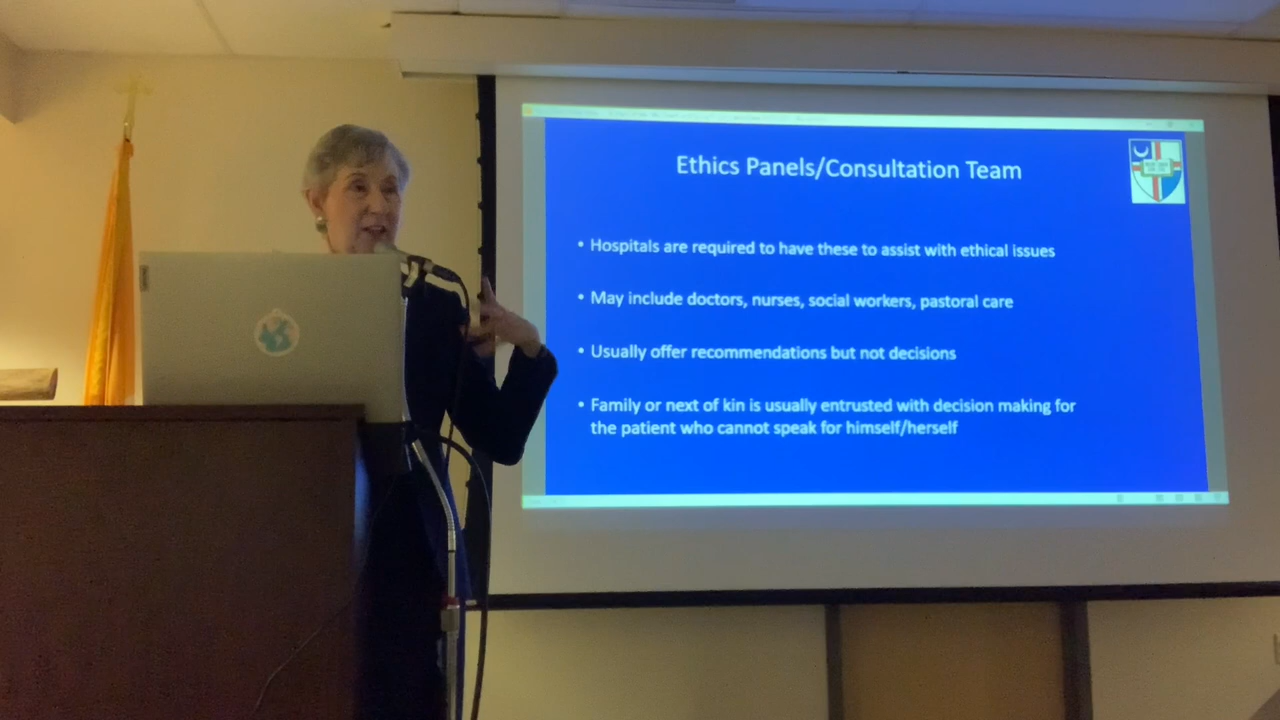 Ethics Panels/Consultation Team
• Hospitals are required to have these to assist with ethical issues
• May include doctors, nurses, social workers, pastoral care
• Usually offer recommendations but not decisions
• Family or next of kin is usually entrusted with decision making for
the patient who cannot speak for himself/herself